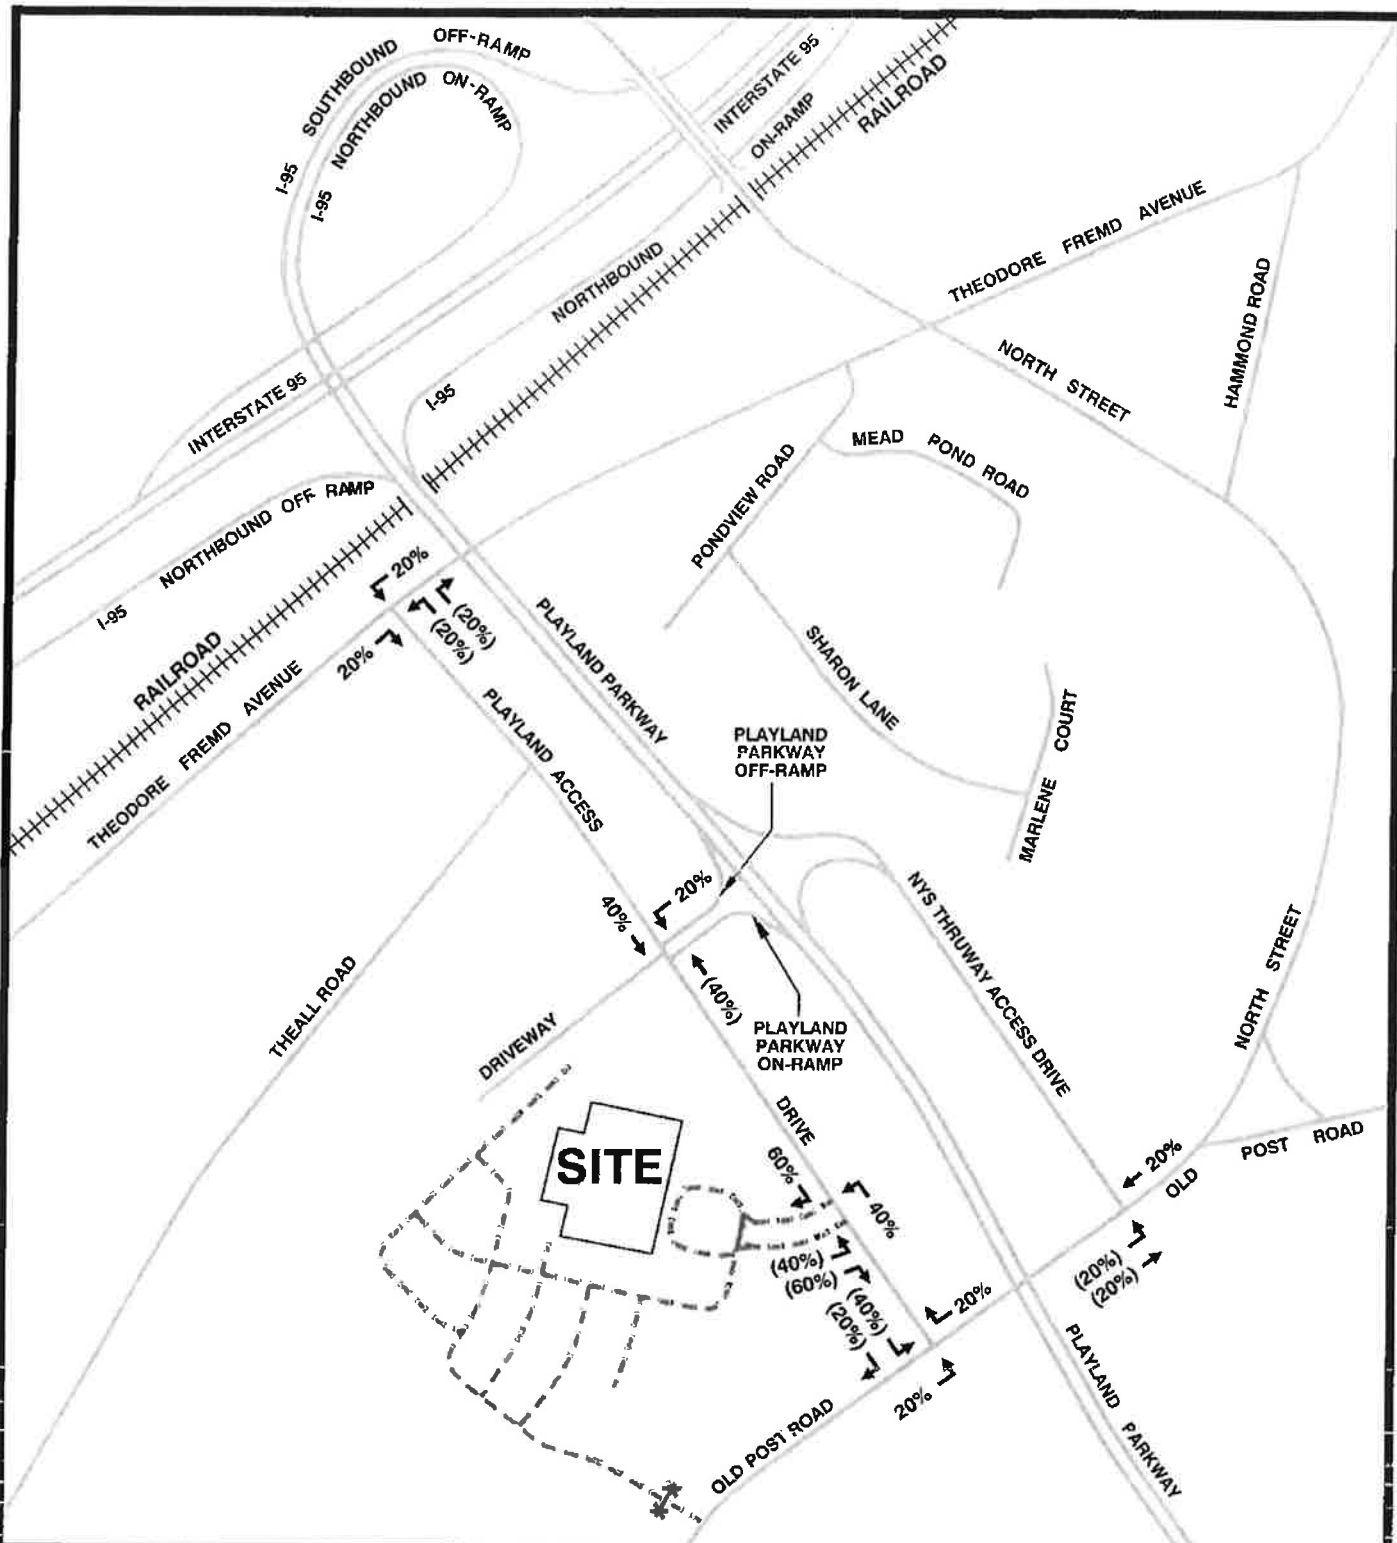 OFF-RAMP
I-95 SOUTHBOUND
I-95 NORTHBOUND ON-RAMP
INTERSTATE 95
ON-RAMP
RAILROAD
THEODORE FREMD AVENUE
NORTHBOUND
HAMMOND ROAD
NORTH STREET
INTERSTATE 95
I-95
MEAD POND ROAD
PONDVIEW ROAD
I-95 NORTHBOUND OFF RAMP
20%
(20%)
(20%)
20%
RAILROAD
THEODORE FREMD AVENUE
PLAYLAND PARKWAY
SHARON LANE
MARLENE COURT
PLAYLAND ACCESS
PLAYLAND
PARKWAY
OFF-RAMP
20%
40%
NYS THRUWAY ACCESS DRIVE
NORTH STREET
THEALL ROAD
(40%)
DRIVEWAY
PLAYLAND
PARKWAY
ON-RAMP
DRIVE
SITE
60%
40%
20%
OLD POST ROAD
(40%)
(60%)
(40%)
(20%)
20%
(20%)
(20%)
20%
OLD POST ROAD
PLAYLAND PARKWAY